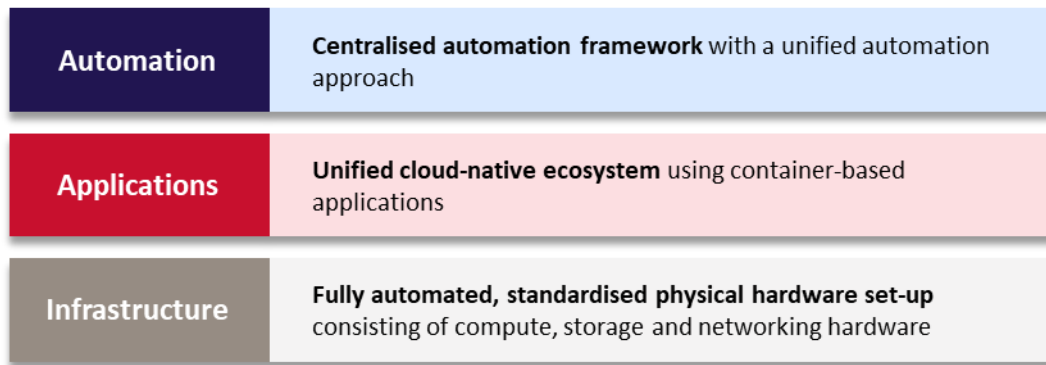 Automation
Centralised automation framework with a unified automation
approach
Applications
Unified cloud-native ecosystem using container-based
applications
Infrastructure
Fully automated, standardised physical hardware set-up
consisting of compute, storage and networking hardware